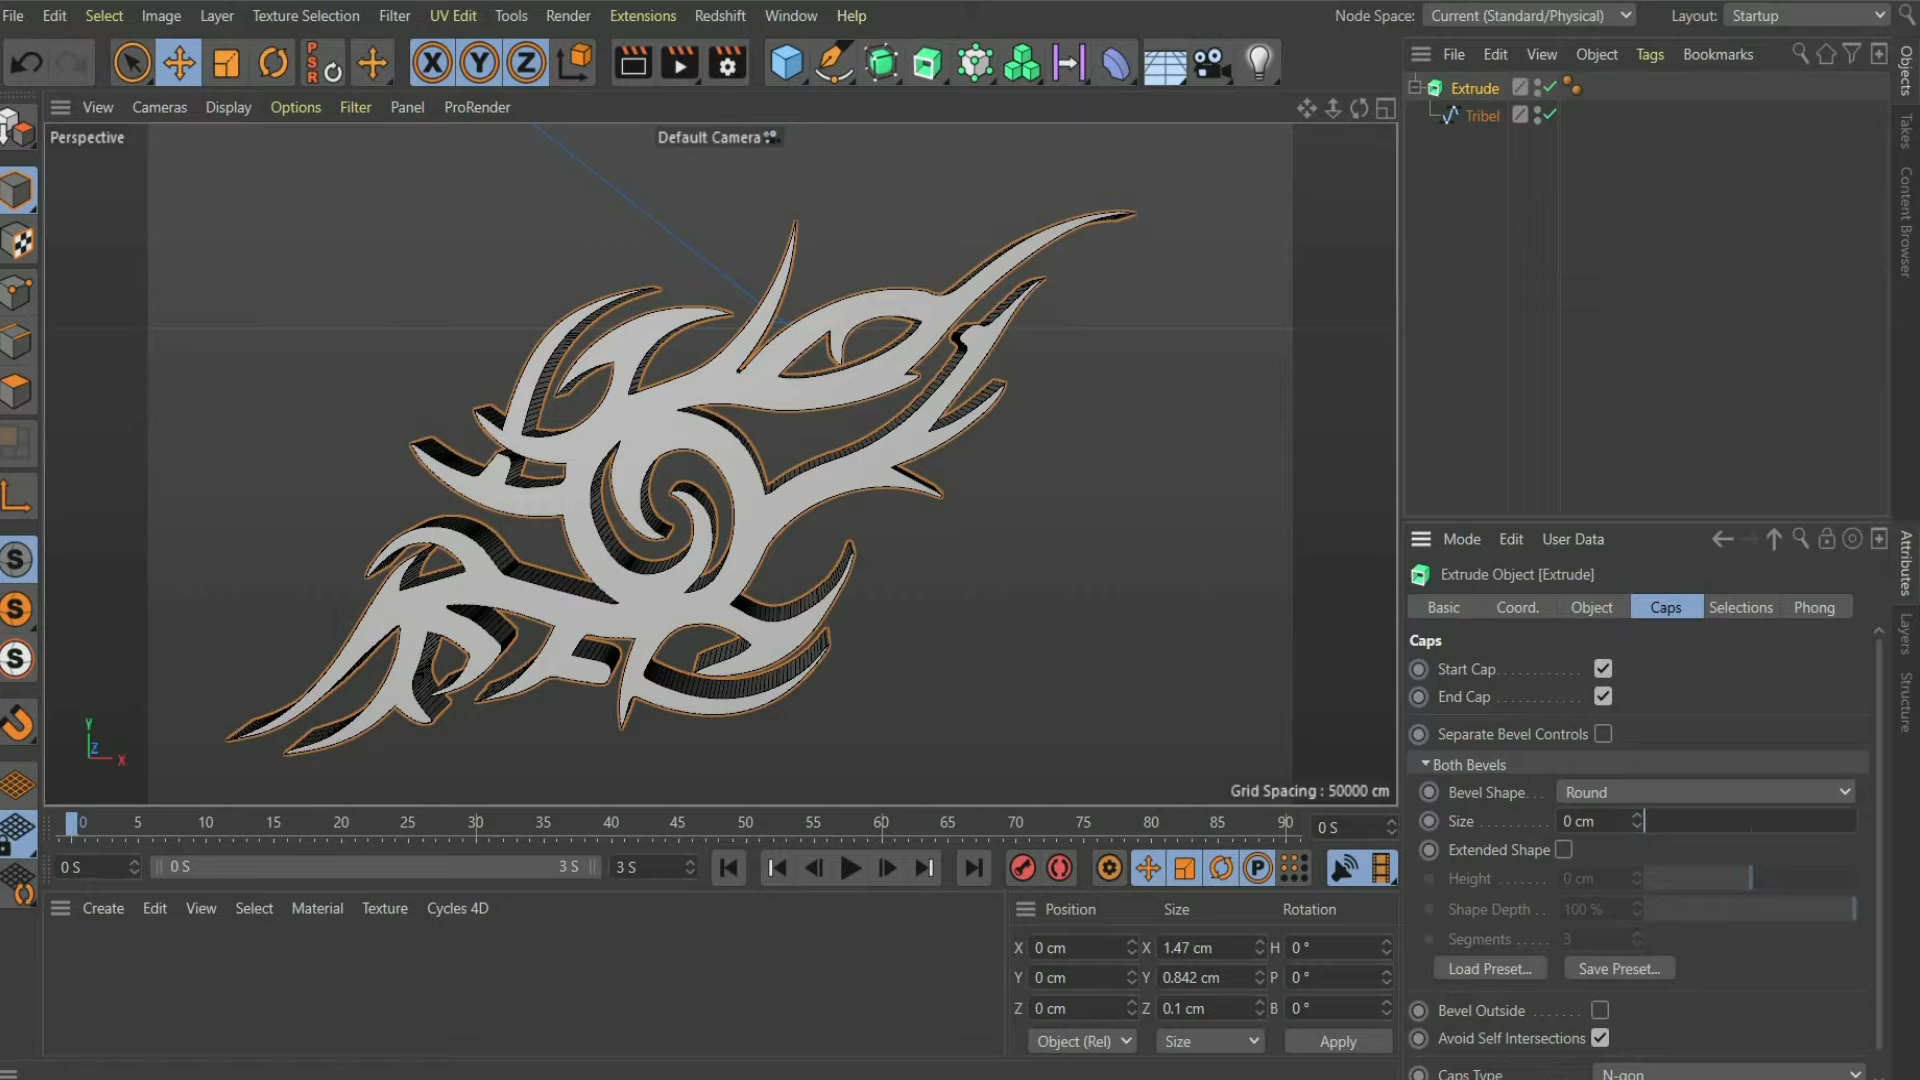 File Edit Select Image Layer Texture Selection Filter UV Edit Tools Render Extensions Redshift Window Help Node Space: Current (Standard/Physical) Layout: Startup
PSR X Y Z
File Edit View Object Tags Bookmarks
Objects
Takes
Content Browser
Extrude
Tribel
View Cameras Display Options Filter Panel ProRender
Perspective
Default Camera
Y
Z
X
Grid Spacing : 50000 cm
S
S
S
Mode Edit User Data
Attributes
Layers
Structure
Extrude Object [Extrude]
Basic Coord. Object Caps Selections Phong
Caps
Start Cap
End Cap
Separate Bevel Controls
Both Bevels
Bevel Shape Round
Size 0 cm
Extended Shape
Height 0 cm
Shape Depth 100 %
Segments 3
Load Preset... Save Preset...
Bevel Outside
Avoid Self Intersections
Caps Type N-gon
0 5 10 15 20 25 30 35 40 45 50 55 60 65 70 75 80 85 90 0 S
0 S 0 S 3 S 3 S P
Create Edit View Select Material Texture Cycles 4D
Position Size Rotation
X 0 cm X 1.47 cm H 0 °
Y 0 cm Y 0.842 cm P 0 °
Z 0 cm Z 0.1 cm B 0 °
Object (Rel) Size Apply